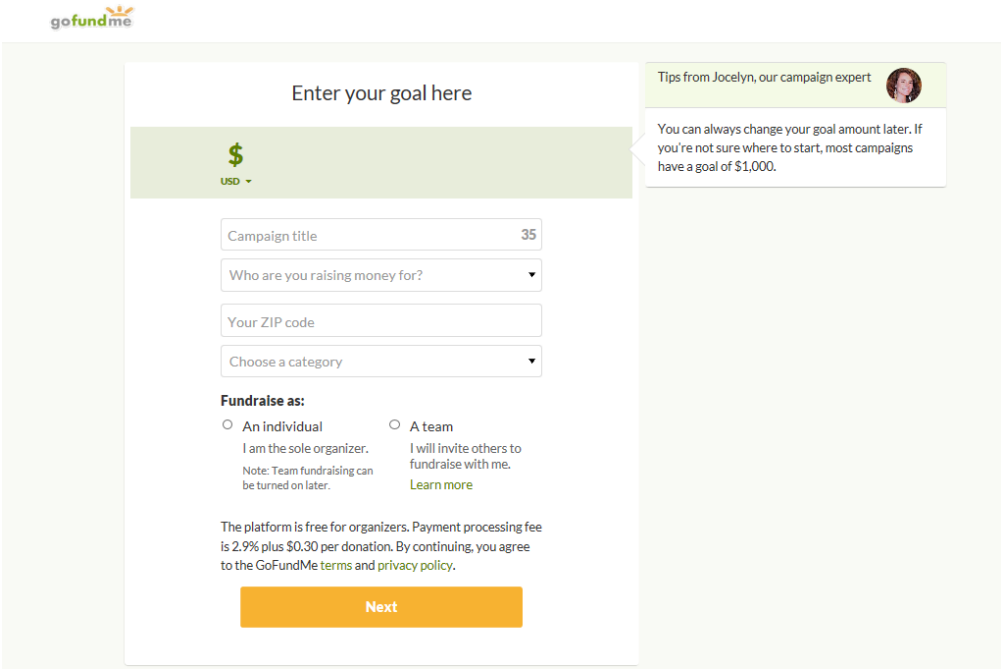 gofundme
Enter your goal here
$
USD
Campaign title 35
Who are you raising money for?
Your ZIP code
Choose a category
Fundraise as:
An individual
I am the sole organizer.
Note: Team fundraising can
be turned on later.
A team
I will invite others to
fundraise with me.
Learn more
The platform is free for organizers. Payment processing fee
is 2.9% plus $0.30 per donation. By continuing, you agree
to the GoFundMe terms and privacy policy.
Next
Tips from Jocelyn, our campaign expert
You can always change your goal amount later. If
you're not sure where to start, most campaigns
have a goal of $1,000.